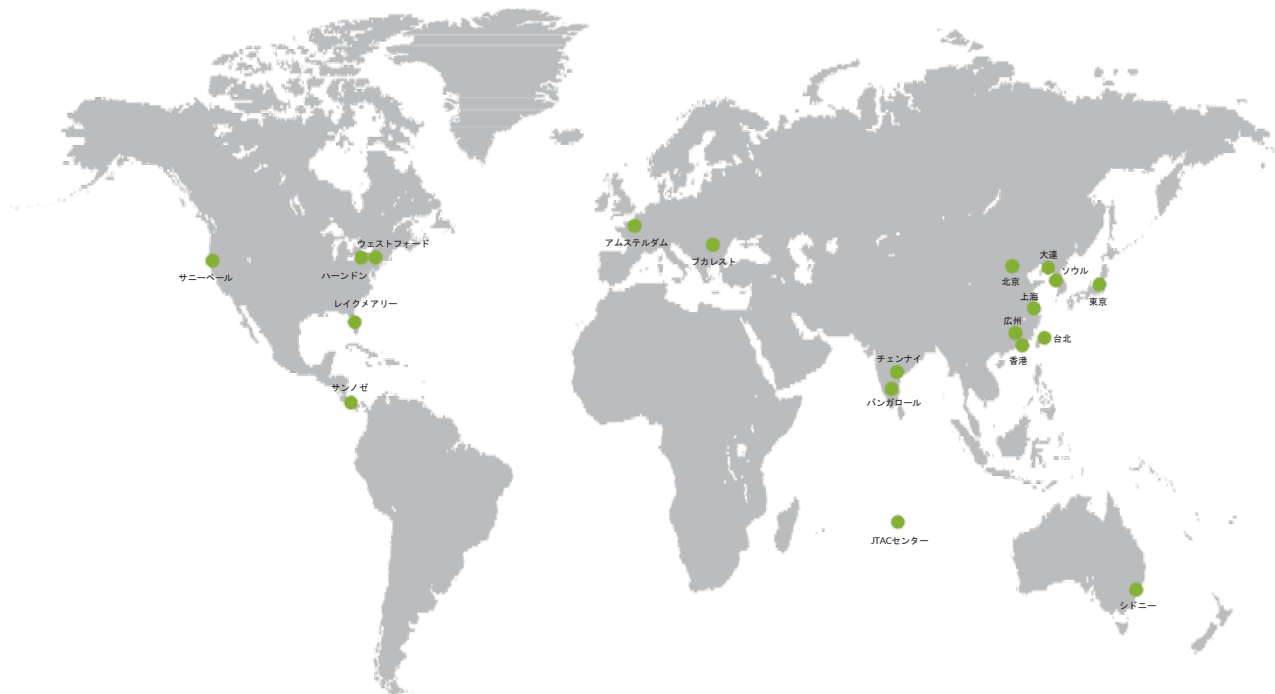 ウェストフォード
サニーベール
ハーンドン
レイクメアリー
サンノゼ
アムステルダム
ブカレスト
大連
ソウル
北京
上海
東京
広州
台北
香港
チェンナイ
バンガロール
JTACセンター
シドニー